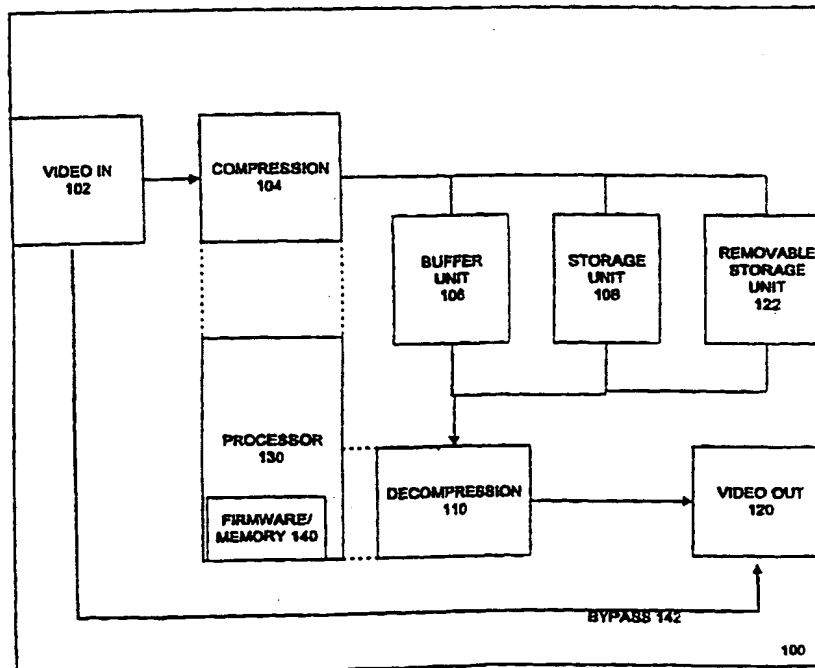 VIDEO IN
102
COMPRESSION
104
BUFFER
UNIT
106
STORAGE
UNIT
108
REMOVABLE
STORAGE
UNIT
122
PROCESSOR
130
FIRMWARE/
MEMORY 140
DECOMPRESSION
110
VIDEO OUT
120
BYPASS 142
100